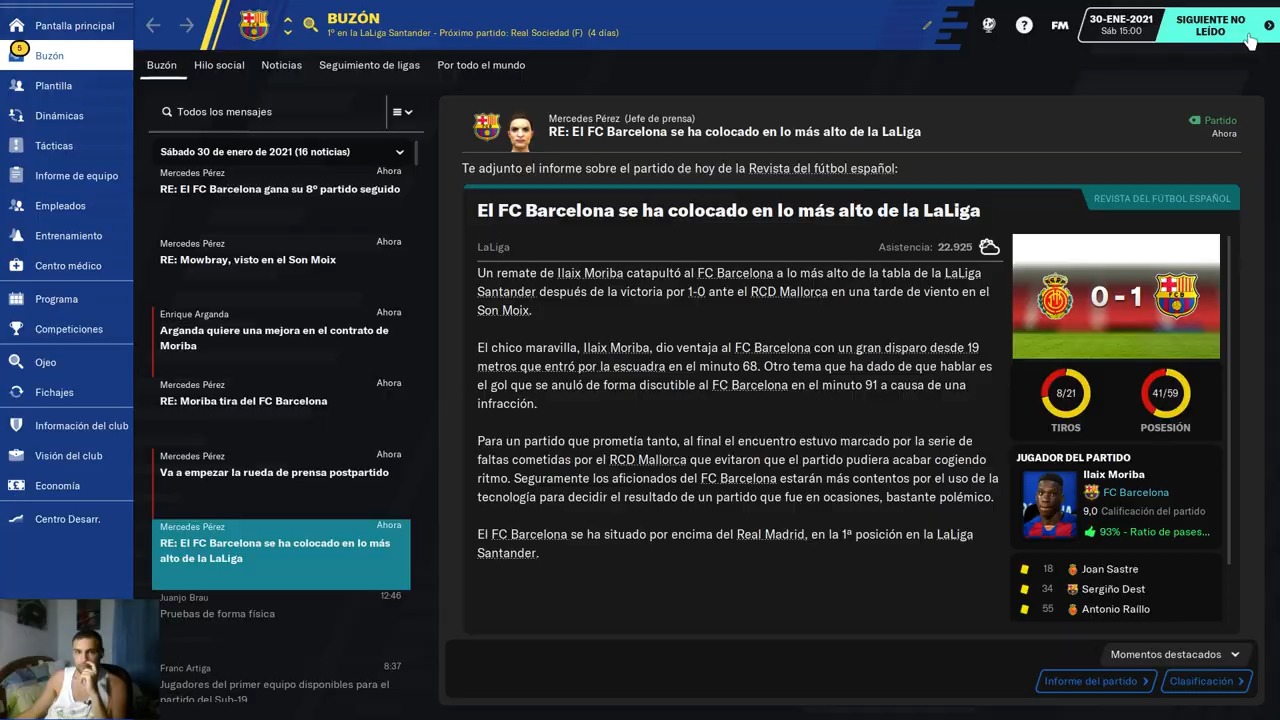 Pantalla principal
5
Buzón
Plantilla
Dinámicas
Tácticas
Informe de equipo
Empleados
Entrenamiento
Centro médico
Programa
Competiciones
Ojeo
Fichajes
Información del club
Visión del club
Economía
Centro Desarr.
BUZÓN
1º en la LaLiga Santander - Próximo partido: Real Sociedad (F) (4 días)
FM
30-ENE-2021
Sáb 15:00
SIGUIENTE NO
LEÍDO
Buzón
Hilo social
Noticias
Seguimiento de ligas
Por todo el mundo
Todos los mensajes
Sábado 30 de enero de 2021 (16 noticias)
Mercedes Pérez
Ahora
RE: El FC Barcelona gana su 8º partido seguido
Mercedes Pérez
Ahora
RE: Mowbray, visto en el Son Moix
Enrique Arganda
Ahora
Arganda quiere una mejora en el contrato de
Moriba
Mercedes Pérez
Ahora
RE: Moriba tira del FC Barcelona
Mercedes Pérez
Ahora
Va a empezar la rueda de prensa postpartido
Mercedes Pérez
Ahora
RE: El FC Barcelona se ha colocado en lo más
alto de la LaLiga
Juanjo Brau
12:46
Pruebas de forma física
Franc Artiga
8:37
Jugadores del primer equipo disponibles para el
partido del Sub-19
Mercedes Pérez (Jefe de prensa)
RE: El FC Barcelona se ha colocado en lo más alto de la LaLiga
Partido
Ahora
Te adjunto el informe sobre el partido de hoy de la Revista del fútbol español:
REVISTA DEL FÚTBOL ESPAÑOL
El FC Barcelona se ha colocado en lo más alto de la LaLiga
LaLiga
Asistencia: 22.925
Un remate de Ilaix Moriba catapultó al FC Barcelona a lo más alto de la tabla de la LaLiga
Santander después de la victoria por 1-0 ante el RCD Mallorca en una tarde de viento en el
Son Moix.
El chico maravilla, Ilaix Moriba, dio ventaja al FC Barcelona con un gran disparo desde 19
metros que entró por la escuadra en el minuto 68. Otro tema que ha dado de que hablar es
el gol que se anuló de forma discutible al FC Barcelona en el minuto 91 a causa de una
infracción.
Para un partido que prometía tanto, al final el encuentro estuvo marcado por la serie de
faltas cometidas por el RCD Mallorca que evitaron que el partido pudiera acabar cogiendo
ritmo. Seguramente los aficionados del FC Barcelona estarán más contentos por el uso de la
tecnología para decidir el resultado de un partido que fue en ocasiones, bastante polémico.
El FC Barcelona se ha situado por encima del Real Madrid, en la 1ª posición en la LaLiga
Santander.
0 - 1
8/21
TIROS
41/59
POSESIÓN
JUGADOR DEL PARTIDO
Ilaix Moriba
FC Barcelona
9,0 Calificación del partido
93% - Ratio de pases...
18 Joan Sastre
34 Sergiño Dest
55 Antonio Raíllo
Momentos destacados
Informe del partido
Clasificación